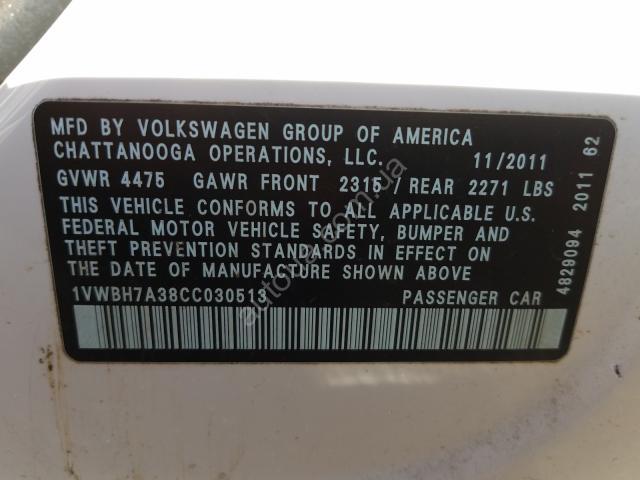 MFD BY VOLKSWAGEN GROUP OF AMERICA
CHATTANOOGA OPERATIONS, LLC. 11/2011
GVWR 4475 GAWR FRONT 2315 / REAR 2271 LBS
THIS VEHICLE CONFORMS TO ALL APPLICABLE U.S.
FEDERAL MOTOR VEHICLE SAFETY, BUMPER AND
THEFT PREVENTION STANDARDS IN EFFECT ON
THE DATE OF MANUFACTURE SHOWN ABOVE
1VWBH7A38CC030513 PASSENGER CAR
4829094 2011 62